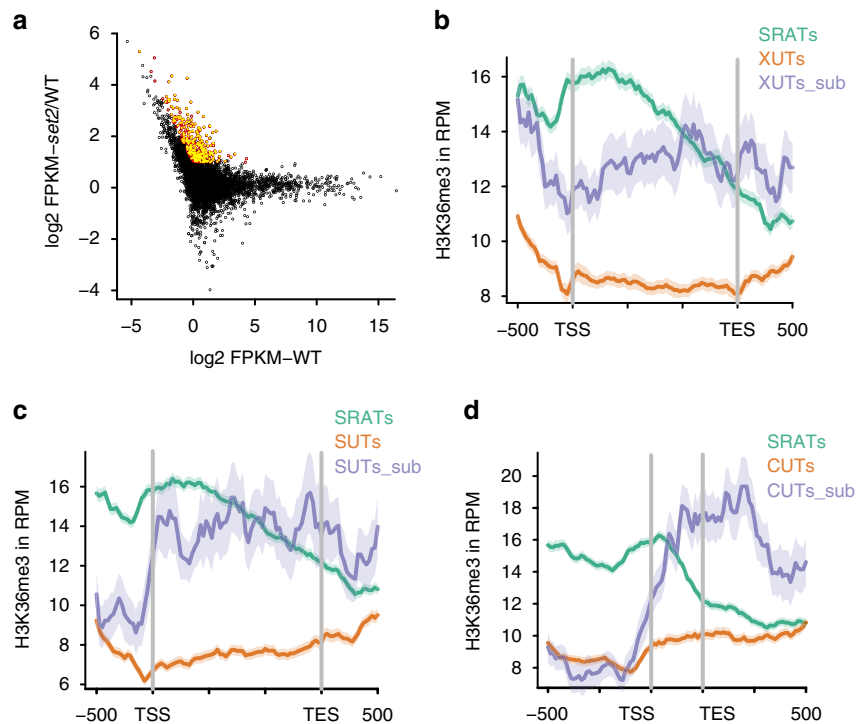 a
log2 FPKM–set2/WT
6
4
2
0
−2
−4
−5
0
5
10
15
log2 FPKM–WT
b
SRATs
XUTs
XUTs_sub
H3K36me3 in RPM
16
14
12
10
8
−500
TSS
TES
500
c
SRATs
SUTs
SUTs_sub
H3K36me3 in RPM
16
14
12
10
8
6
−500
TSS
TES
500
d
SRATs
CUTs
CUTs_sub
H3K36me3 in RPM
20
18
16
14
12
10
8
−500
TSS
TES
500